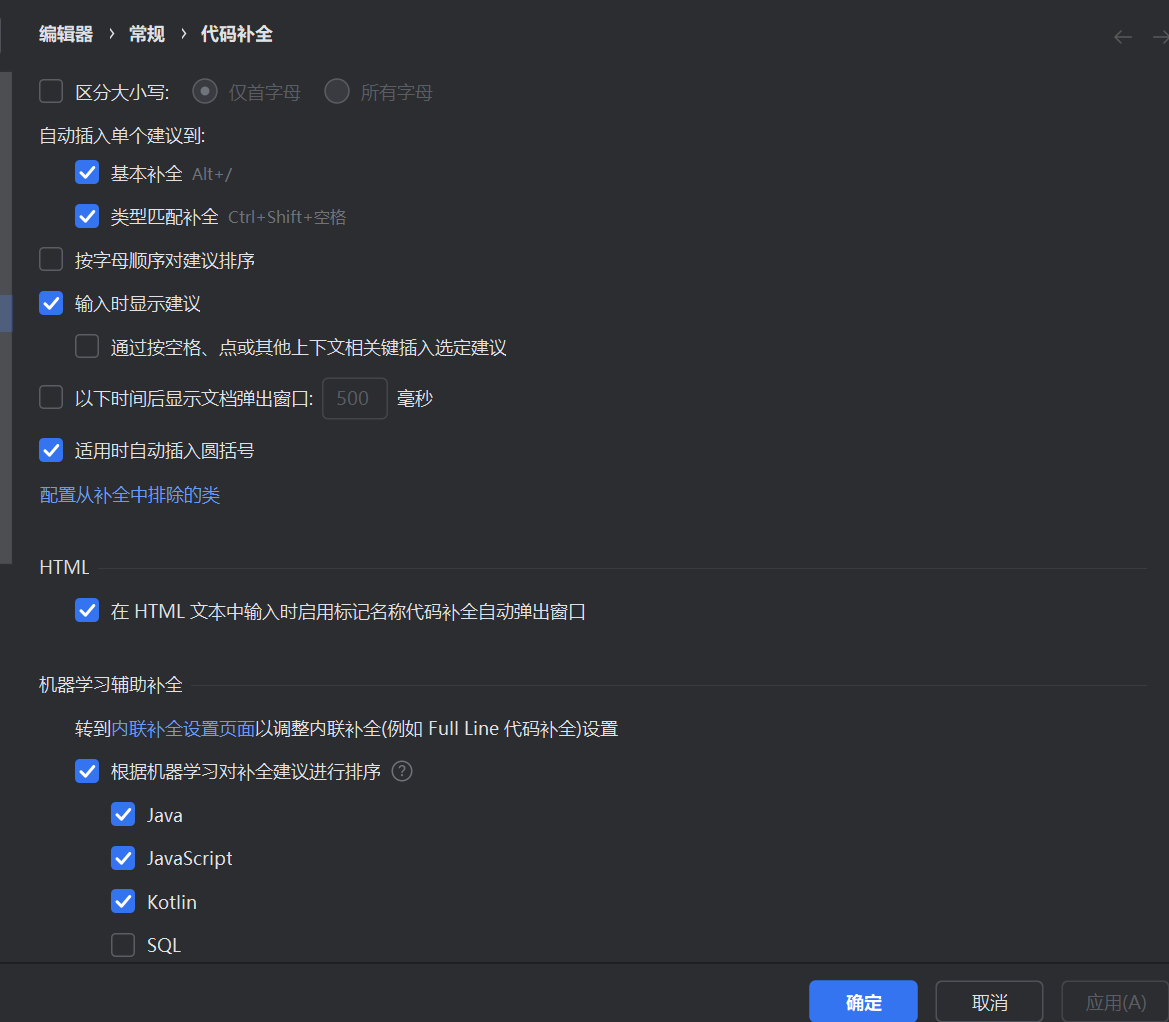 编辑器 › 常规 › 代码补全
区分大小写: 仅首字母 所有字母
自动插入单个建议到:
基本补全 Alt+/
类型匹配补全 Ctrl+Shift+空格
按字母顺序对建议排序
输入时显示建议
通过按空格、点或其他上下文相关键插入选定建议
以下时间后显示文档弹出窗口: 500 毫秒
适用时自动插入圆括号
配置从补全中排除的类
HTML
在 HTML 文本中输入时启用标记名称代码补全自动弹出窗口
机器学习辅助补全
转到内联补全设置页面以调整内联补全(例如 Full Line 代码补全)设置
根据机器学习对补全建议进行排序 ?
Java
JavaScript
Kotlin
SQL
确定 取消 应用(A)